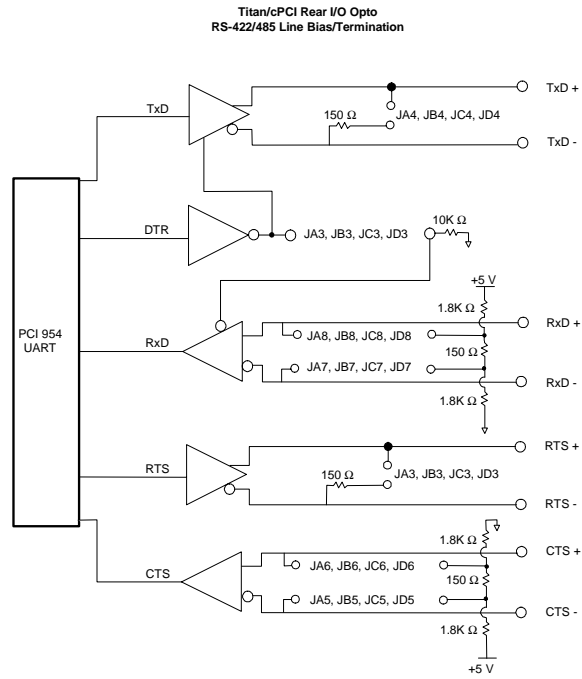 Titan/cPCI Rear I/O Opto
RS-422/485 Line Bias/Termination
TxD
TxD +
150 Ω
JA4, JB4, JC4, JD4
TxD -
DTR
JA3, JB3, JC3, JD3
10K Ω
+5 V
1.8K Ω
PCI 954
UART
RxD
RxD +
JA8, JB8, JC8, JD8
150 Ω
JA7, JB7, JC7, JD7
RxD -
1.8K Ω
RTS
RTS +
150 Ω
JA3, JB3, JC3, JD3
RTS -
1.8K Ω
CTS
CTS +
JA6, JB6, JC6, JD6
150 Ω
JA5, JB5, JC5, JD5
CTS -
1.8K Ω
+5 V